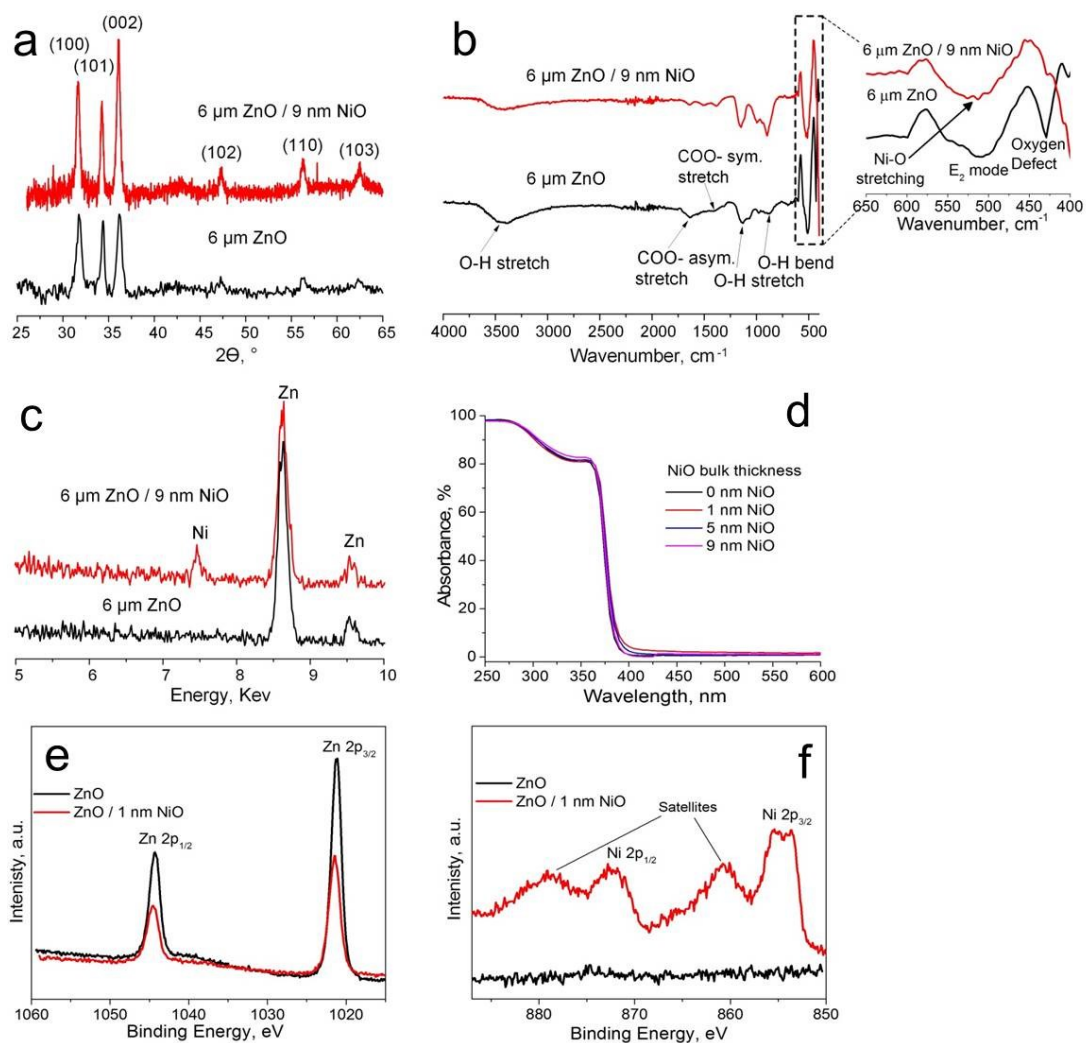 a
(002)
(100)
(101)
6 µm ZnO / 9 nm NiO
(102)
(110)
(103)
6 µm ZnO
25 30 35 40 45 50 55 60 65
2Θ, °
b
6 µm ZnO / 9 nm NiO
COO- sym.
stretch
6 µm ZnO
O-H stretch
COO- asym.
stretch
O-H
stretch
O-H bend
4000 3500 3000 2500 2000 1500 1000 500
Wavenumber, cm⁻¹
6 µm ZnO / 9 nm NiO
6 µm ZnO
Ni-O
stretching
E₂ mode
Oxygen
Defect
650 600 550 500 450 400
Wavenumber, cm⁻¹
c
Zn
6 µm ZnO / 9 nm NiO
Ni
Zn
6 µm ZnO
5 6 7 8 9 10
Energy, Kev
d
100
80
60
40
20
0
Absorbance, %
NiO bulk thickness
0 nm NiO
1 nm NiO
5 nm NiO
9 nm NiO
250 300 350 400 450 500 550 600
Wavelength, nm
e
Zn 2p₃/₂
ZnO
ZnO / 1 nm NiO
Zn 2p₁/₂
Intenisty, a.u.
1060 1050 1040 1030 1020
Binding Energy, eV
f
ZnO
ZnO / 1 nm NiO
Satellites
Ni 2p₃/₂
Ni 2p₁/₂
Intenisty, a.u.
880 870 860 850
Binding Energy, eV